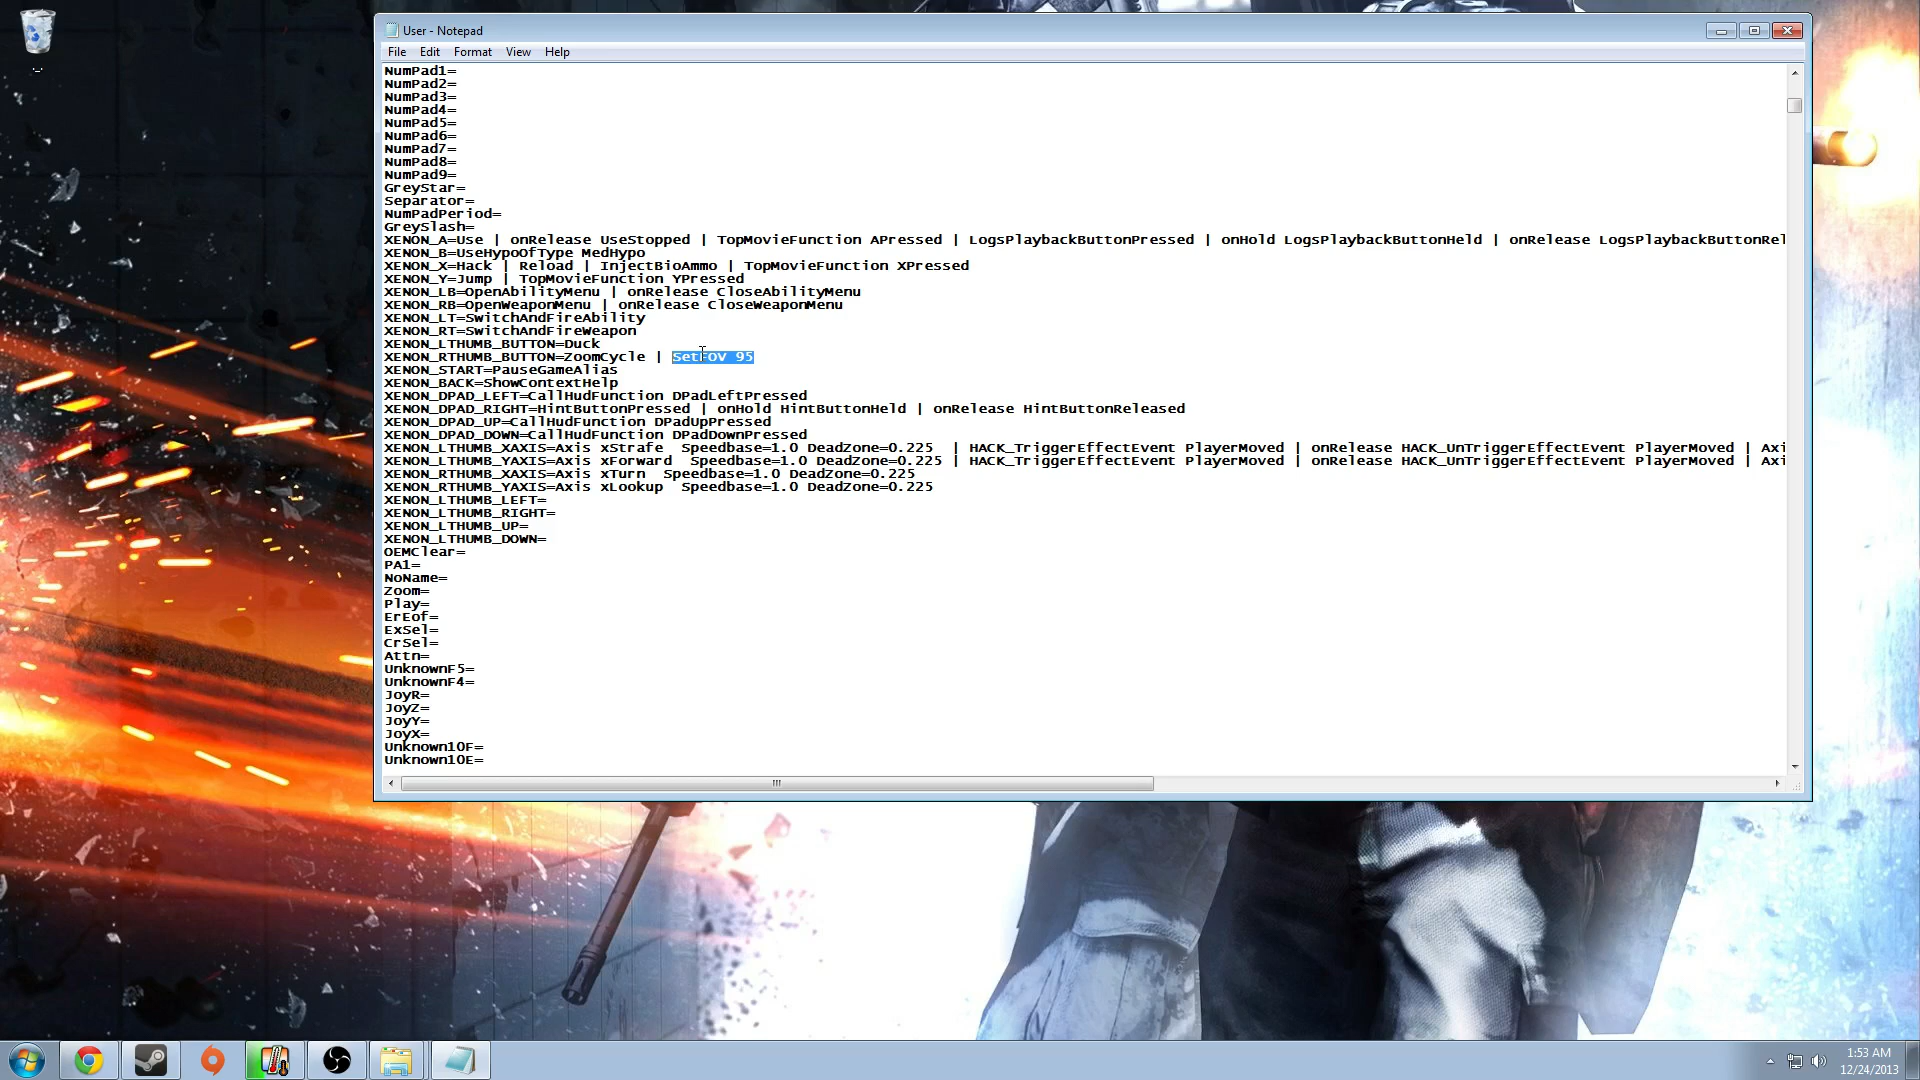 User - Notepad
File Edit Format View Help
NumPad1=
NumPad2=
NumPad3=
NumPad4=
NumPad5=
NumPad6=
NumPad7=
NumPad8=
NumPad9=
GreyStar=
Separator=
NumPadPeriod=
GreySlash=
XENON_A=Use | onRelease UseStopped | TopMovieFunction APressed | LogsPlaybackButtonPressed | onHold LogsPlaybackButtonHeld | onRelease LogsPlaybackButtonRel
XENON_B=UseHypoOfType MedHypo
XENON_X=Hack | Reload | InjectBioAmmo | TopMovieFunction XPressed
XENON_Y=Jump | TopMovieFunction YPressed
XENON_LB=OpenAbilityMenu | onRelease CloseAbilityMenu
XENON_RB=OpenWeaponMenu | onRelease CloseWeaponMenu
XENON_LT=SwitchAndFireAbility
XENON_RT=SwitchAndFireWeapon
XENON_LTHUMB_BUTTON=Duck
XENON_RTHUMB_BUTTON=ZoomCycle | SetFOV 95
XENON_START=PauseGameAlias
XENON_BACK=ShowContextHelp
XENON_DPAD_LEFT=CallHudFunction DPadLeftPressed
XENON_DPAD_RIGHT=HintButtonPressed | onHold HintButtonHeld | onRelease HintButtonReleased
XENON_DPAD_UP=CallHudFunction DPadUpPressed
XENON_DPAD_DOWN=CallHudFunction DPadDownPressed
XENON_LTHUMB_XAXIS=Axis xStrafe  Speedbase=1.0 DeadZone=0.225  | HACK_TriggerEffectEvent PlayerMoved | onRelease HACK_UnTriggerEffectEvent PlayerMoved | Axi
XENON_LTHUMB_YAXIS=Axis xForward  Speedbase=1.0 DeadZone=0.225 | HACK_TriggerEffectEvent PlayerMoved | onRelease HACK_UnTriggerEffectEvent PlayerMoved | Axi
XENON_RTHUMB_XAXIS=Axis xTurn  Speedbase=1.0 DeadZone=0.225
XENON_RTHUMB_YAXIS=Axis xLookup  Speedbase=1.0 DeadZone=0.225
XENON_LTHUMB_LEFT=
XENON_LTHUMB_RIGHT=
XENON_LTHUMB_UP=
XENON_LTHUMB_DOWN=
OEMClear=
PA1=
NoName=
Zoom=
Play=
ErEof=
ExSel=
CrSel=
Attn=
UnknownF5=
UnknownF4=
JoyR=
JoyZ=
JoyY=
JoyX=
Unknown10F=
Unknown10E=
1:53 AM
12/24/2013